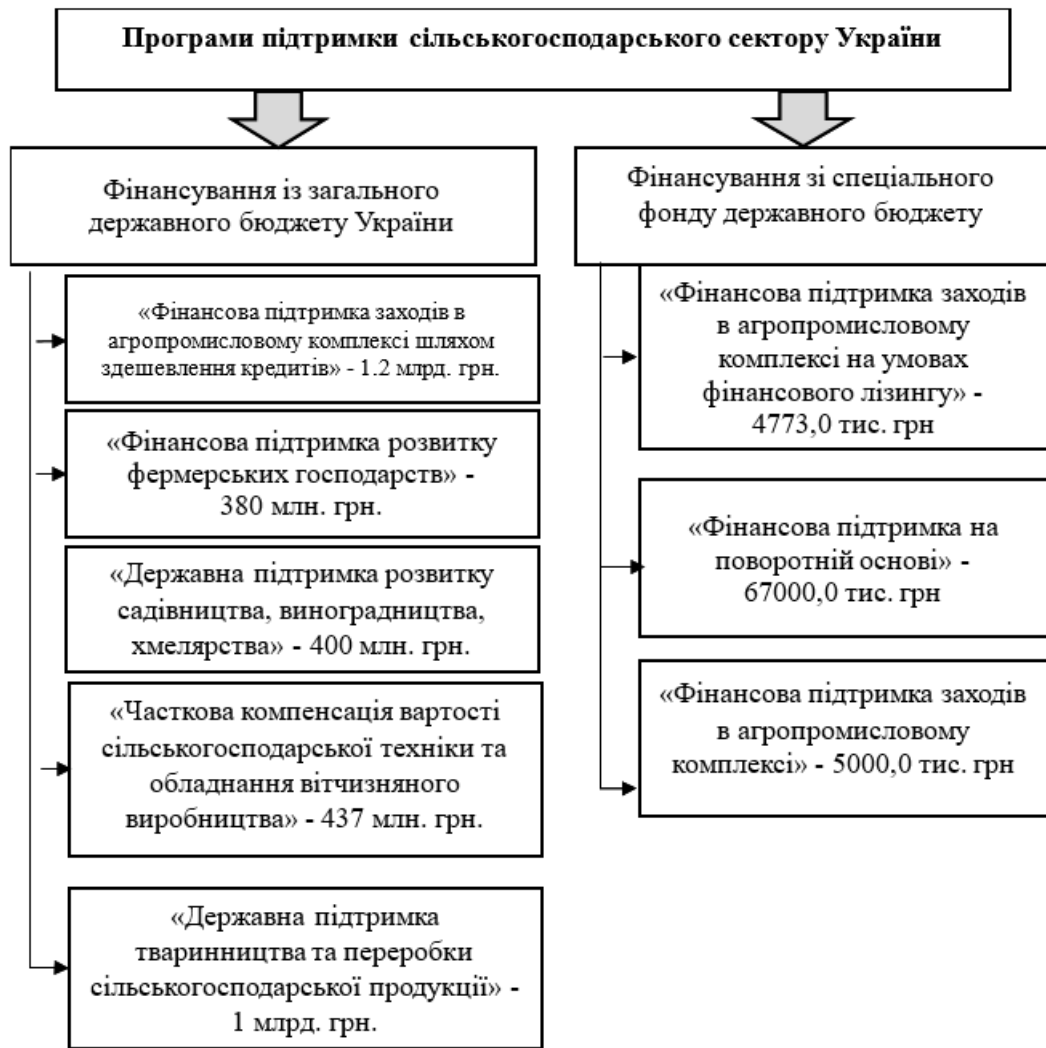 Програми підтримки сільськогосподарського сектору України
Фінансування із загального
державного бюджету України
«Фінансова підтримка заходів в
агропромисловому комплексі шляхом
здешевлення кредитів» - 1.2 млрд. грн.
«Фінансова підтримка розвитку
фермерських господарств» -
380 млн. грн.
«Державна підтримка розвитку
садівництва, виноградництва,
хмелярства» - 400 млн. грн.
«Часткова компенсація вартості
сільськогосподарської техніки та
обладнання вітчизняного
виробництва» - 437 млн. грн.
«Державна підтримка
тваринництва та переробки
сільськогосподарської продукції» -
1 млрд. грн.
Фінансування зі спеціального
фонду державного бюджету
«Фінансова підтримка заходів
в агропромисловому
комплексі на умовах
фінансового лізингу» -
4773,0 тис. грн
«Фінансова підтримка на
поворотній основі» -
67000,0 тис. грн
«Фінансова підтримка заходів
в агропромисловому
комплексі» - 5000,0 тис. грн